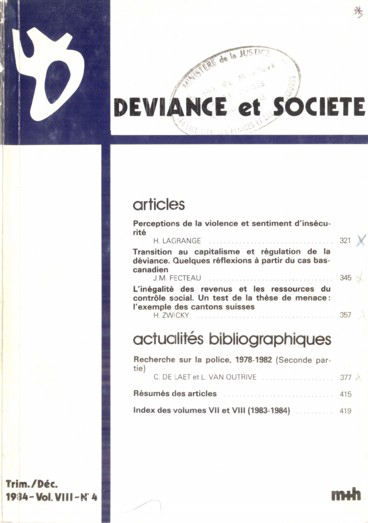 MINISTÈRE de la JUSTICE
DEVIANCE et SOCIETE
articles
Perceptions de la violence et sentiment d'insécu-
rité
H. LAGRANGE 321
Transition au capitalisme et régulation de la
déviance. Quelques réflexions à partir du cas bas-
canadien
J.M. FECTEAU 345
L'inégalité des revenus et les ressources du
contrôle social. Un test de la thèse de menace:
l'exemple des cantons suisses
H. ZWICKY 357
actualités bibliographiques
Recherche sur la police, 1978-1982 (Seconde par-
tie)
C. DE LAET et L. VAN OUTRIVE 377
Résumés des articles 415
Index des volumes VII et VIII (1983-1984) 419
Trim./Déc.
1984-Vol. VIII-N° 4
m+h